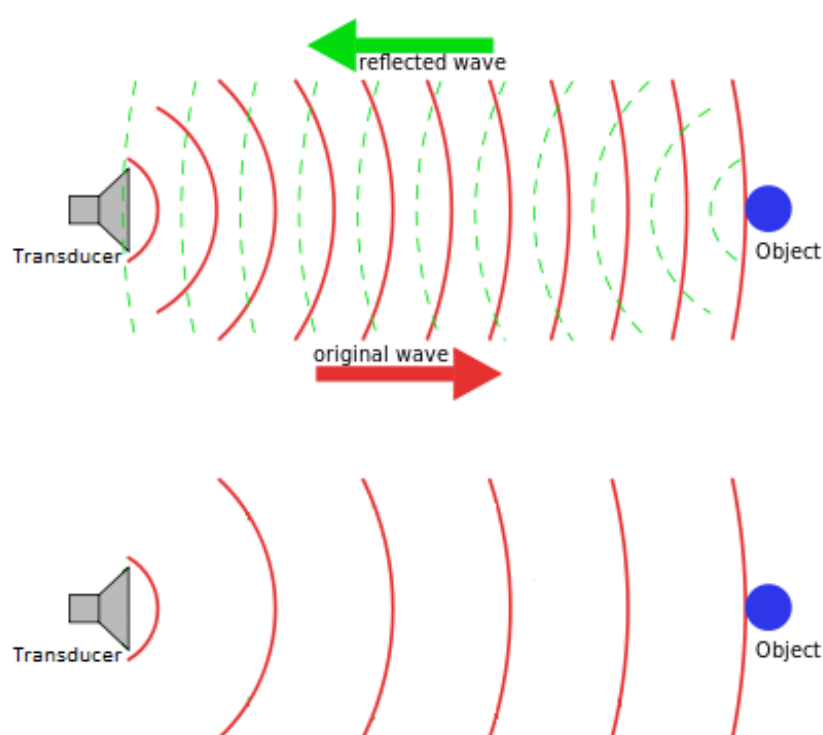 reflected wave
Transducer
Object
original wave
Transducer
Object